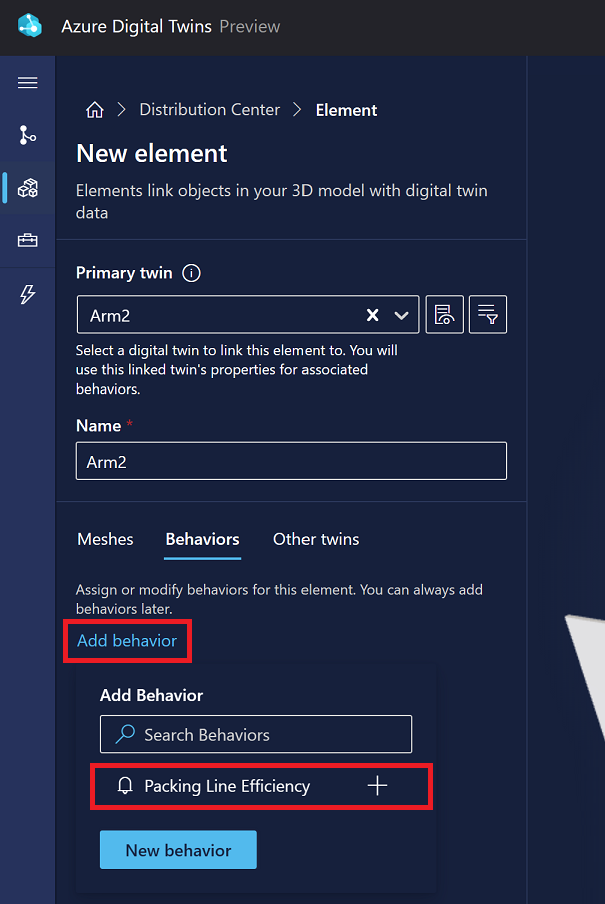 Azure Digital Twins Preview
Distribution Center Element
New element
Elements link objects in your 3D model with digital twin
data
Primary twin
Arm2
Select a digital twin to link this element to. You will
use this linked twin's properties for associated
behaviors.
Name *
Arm2
Meshes Behaviors Other twins
Assign or modify behaviors for this element. You can always add
behaviors later.
Add behavior
Add Behavior
Search Behaviors
Packing Line Efficiency
New behavior